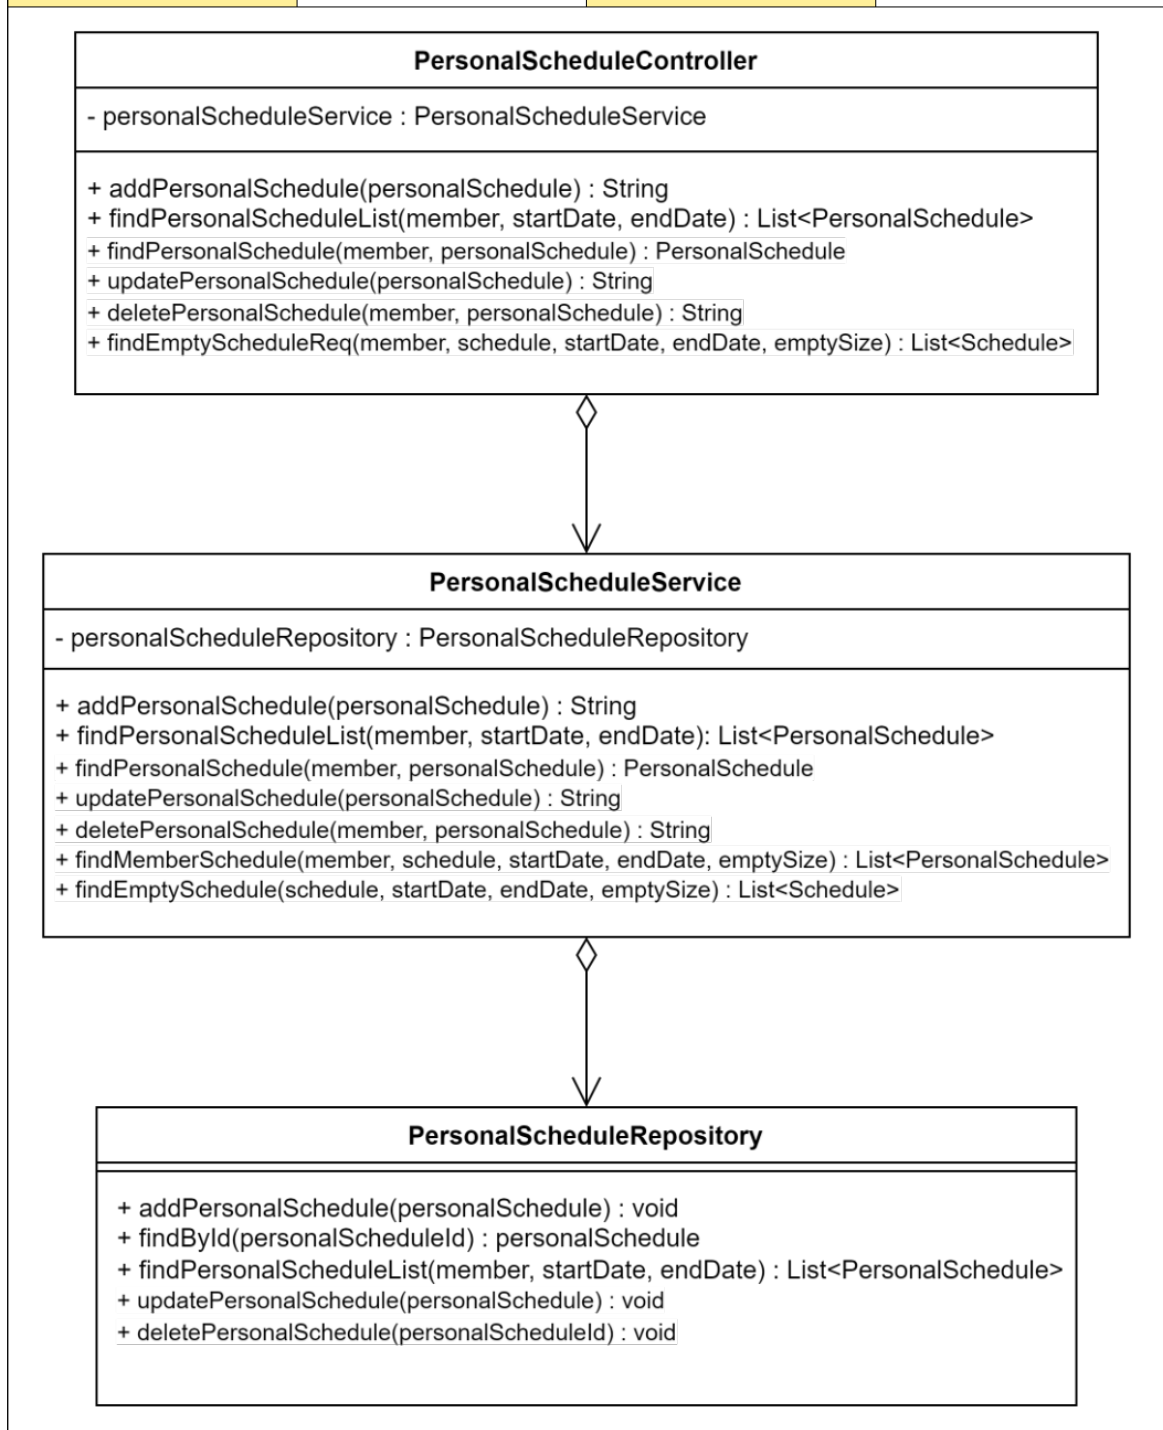 PersonalScheduleController
- personalScheduleService : PersonalScheduleService
+ addPersonalSchedule(personalSchedule) : String
+ findPersonalScheduleList(member, startDate, endDate) : List<PersonalSchedule>
+ findPersonalSchedule(member, personalSchedule) : PersonalSchedule
+ updatePersonalSchedule(personalSchedule) : String
+ deletePersonalSchedule(member, personalSchedule) : String
+ findEmptyScheduleReq(member, schedule, startDate, endDate, emptySize) : List<Schedule>
PersonalScheduleService
- personalScheduleRepository : PersonalScheduleRepository
+ addPersonalSchedule(personalSchedule) : String
+ findPersonalScheduleList(member, startDate, endDate): List<PersonalSchedule>
+ findPersonalSchedule(member, personalSchedule) : PersonalSchedule
+ updatePersonalSchedule(personalSchedule) : String
+ deletePersonalSchedule(member, personalSchedule) : String
+ findMemberSchedule(member, schedule, startDate, endDate, emptySize) : List<PersonalSchedule>
+ findEmptySchedule(schedule, startDate, endDate, emptySize) : List<Schedule>
PersonalScheduleRepository
+ addPersonalSchedule(personalSchedule) : void
+ findById(personalScheduleId) : personalSchedule
+ findPersonalScheduleList(member, startDate, endDate) : List<PersonalSchedule>
+ updatePersonalSchedule(personalSchedule) : void
+ deletePersonalSchedule(personalScheduleId) : void